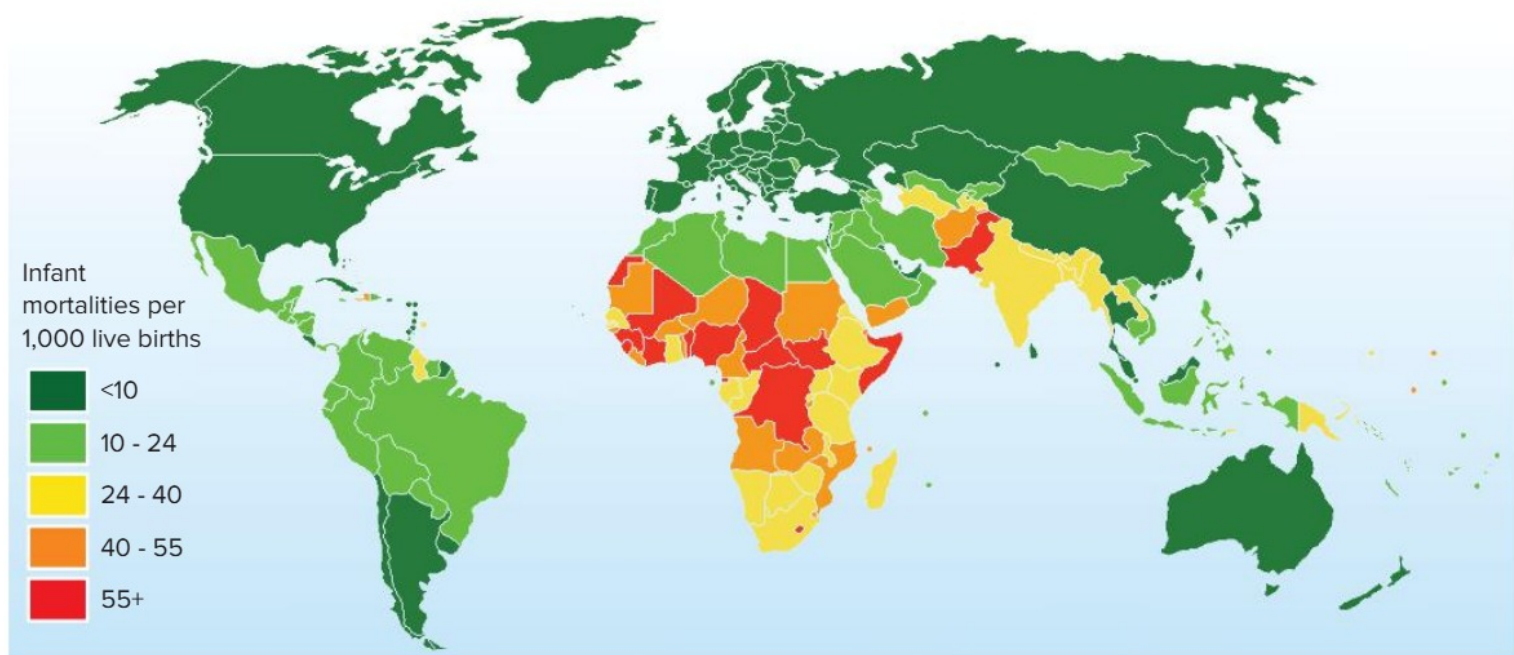 Infant
mortalities per
1,000 live births
<10
10 - 24
24 - 40
40 - 55
55+